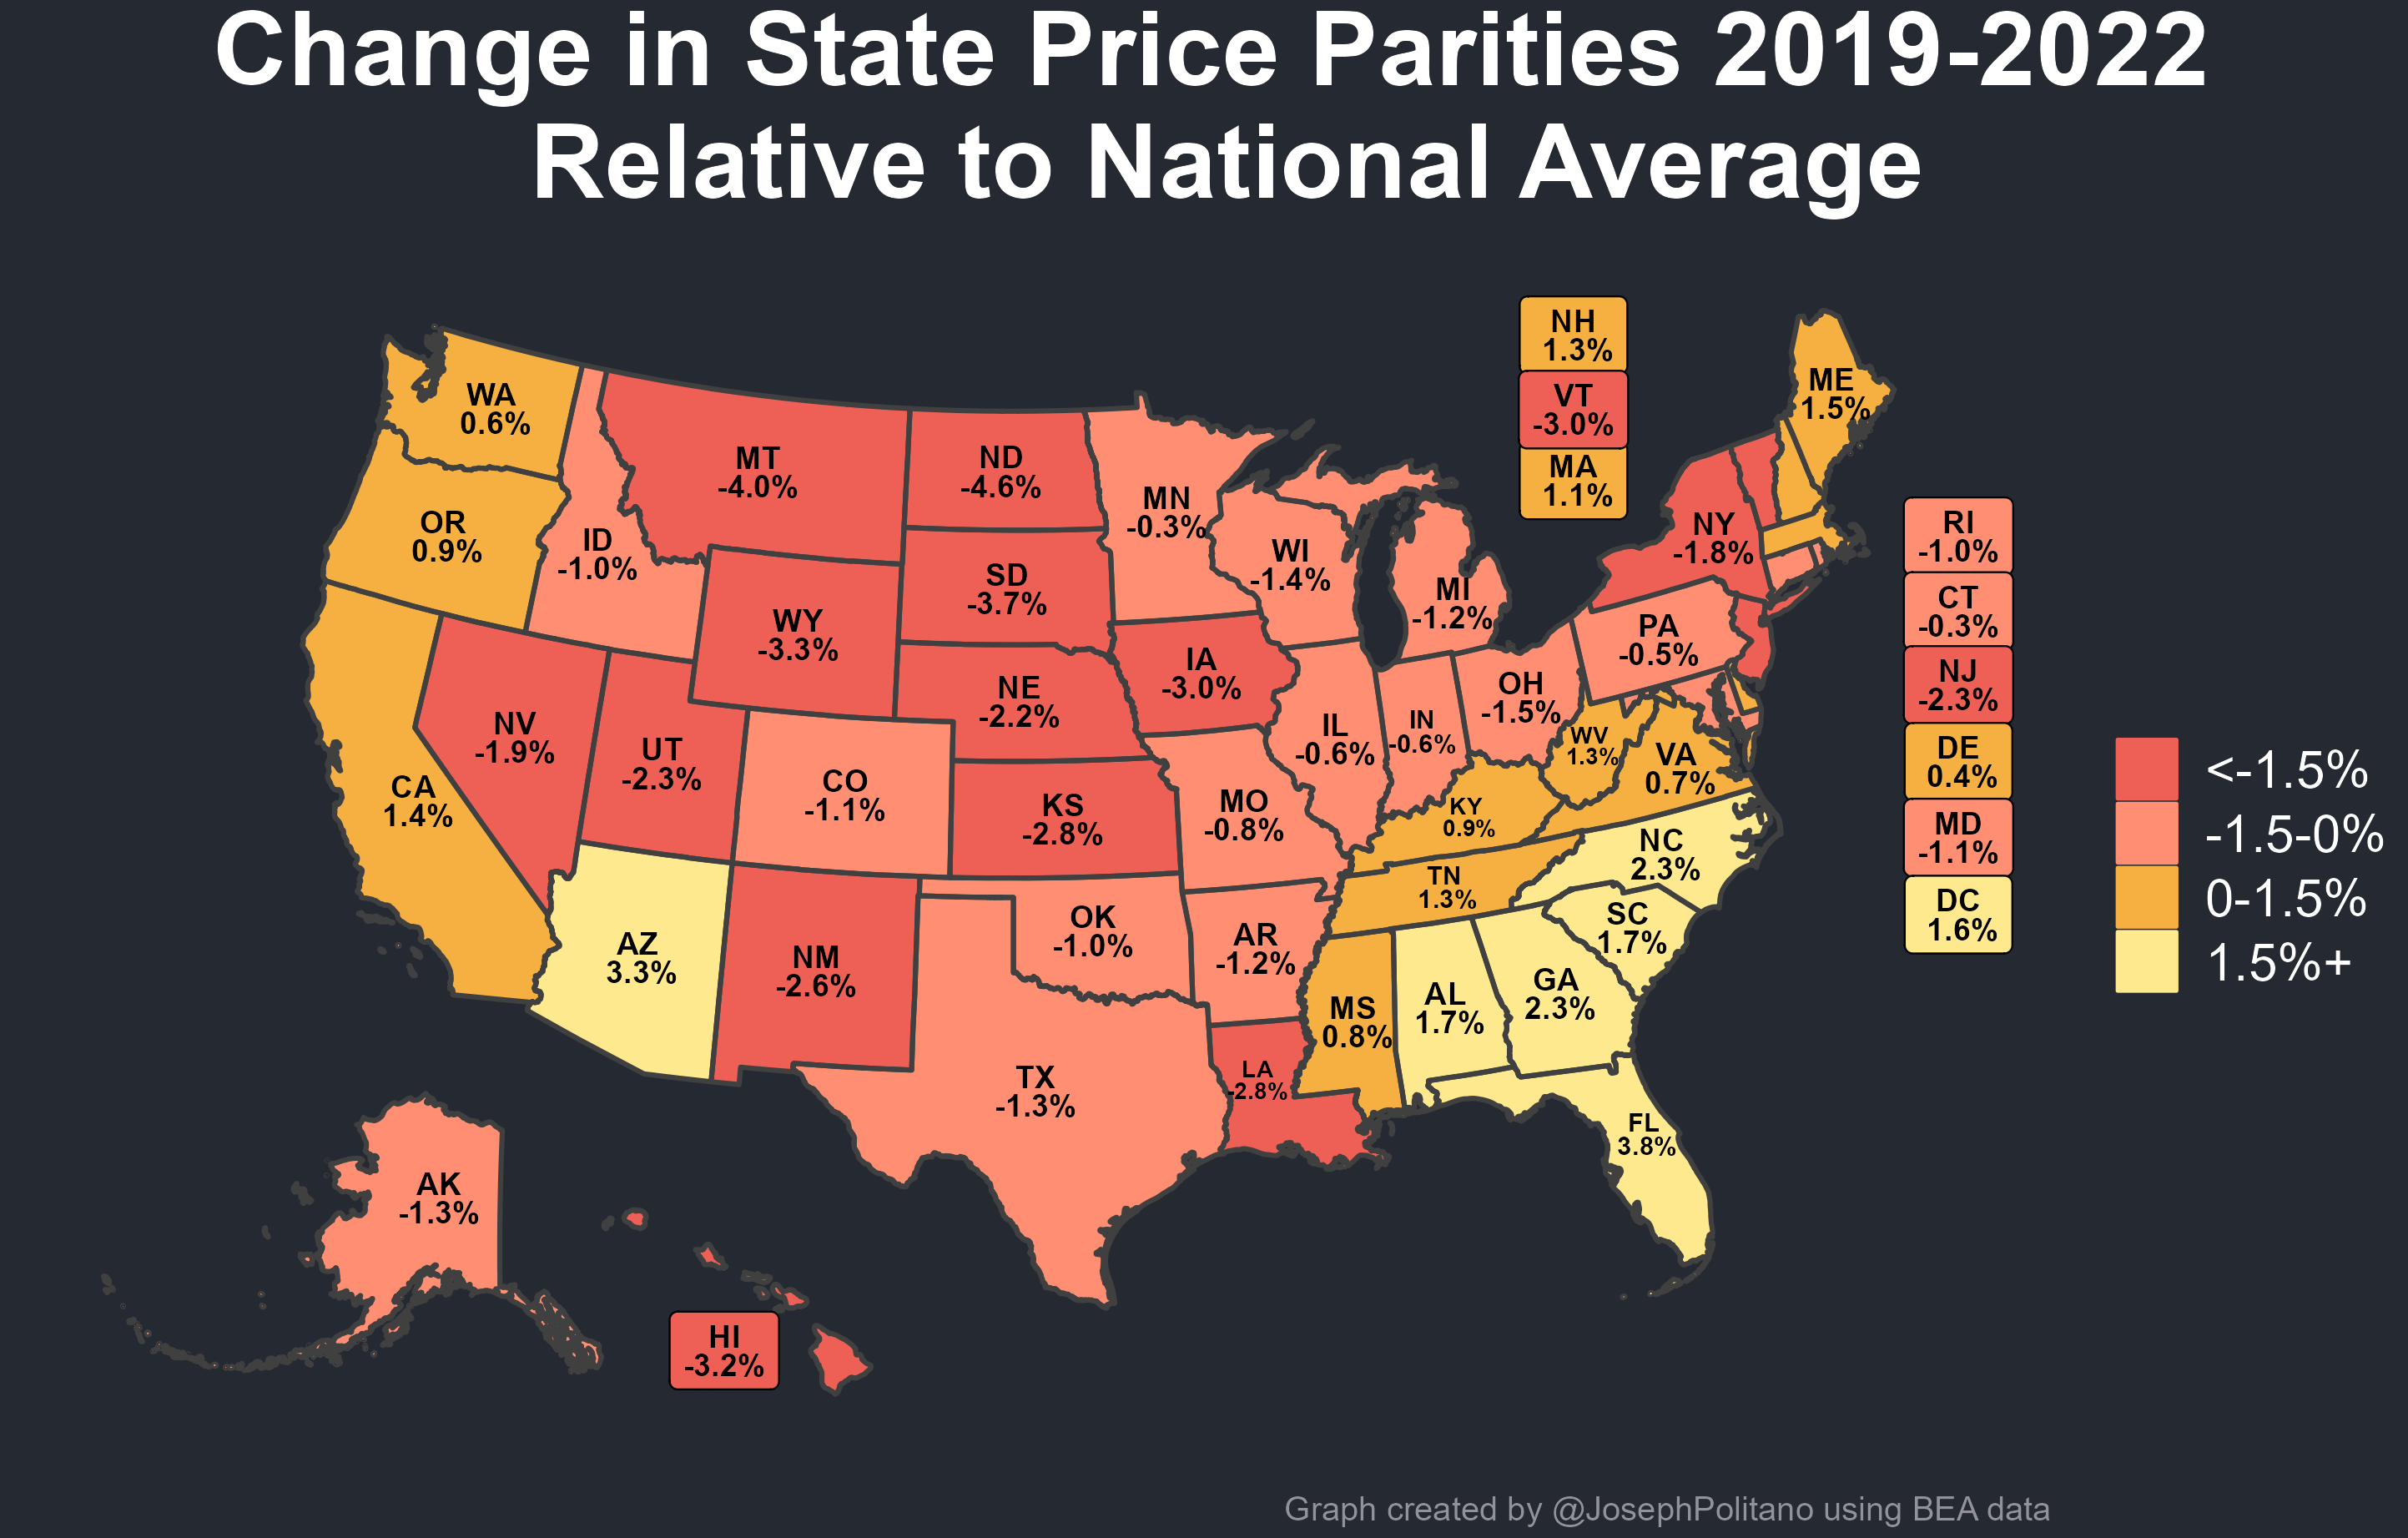 Change in State Price Parities 2019-2022
Relative to National Average
NH
1.3%
VT
-3.0%
MA
1.1%
ME
1.5%
WA
0.6%
MT
-4.0%
ND
-4.6%
MN
-0.3%
OR
0.9%
ID
-1.0%
WI
-1.4%
MI
-1.2%
NY
-1.8%
RI
-1.0%
CT
-0.3%
NJ
-2.3%
DE
0.4%
MD
-1.1%
DC
1.6%
SD
-3.7%
WY
-3.3%
IA
-3.0%
NE
-2.2%
PA
-0.5%
OH
-1.5%
IL
-0.6%
IN
-0.6%
WV
1.3%
VA
0.7%
NV
-1.9%
UT
-2.3%
CO
-1.1%
CA
1.4%
KS
-2.8%
MO
-0.8%
KY
0.9%
NC
2.3%
TN
1.3%
SC
1.7%
AZ
3.3%
NM
-2.6%
OK
-1.0%
AR
-1.2%
MS
0.8%
AL
1.7%
GA
2.3%
TX
-1.3%
LA
-2.8%
FL
3.8%
AK
-1.3%
HI
-3.2%
<-1.5%
-1.5-0%
0-1.5%
1.5%+
Graph created by @JosephPolitano using BEA data